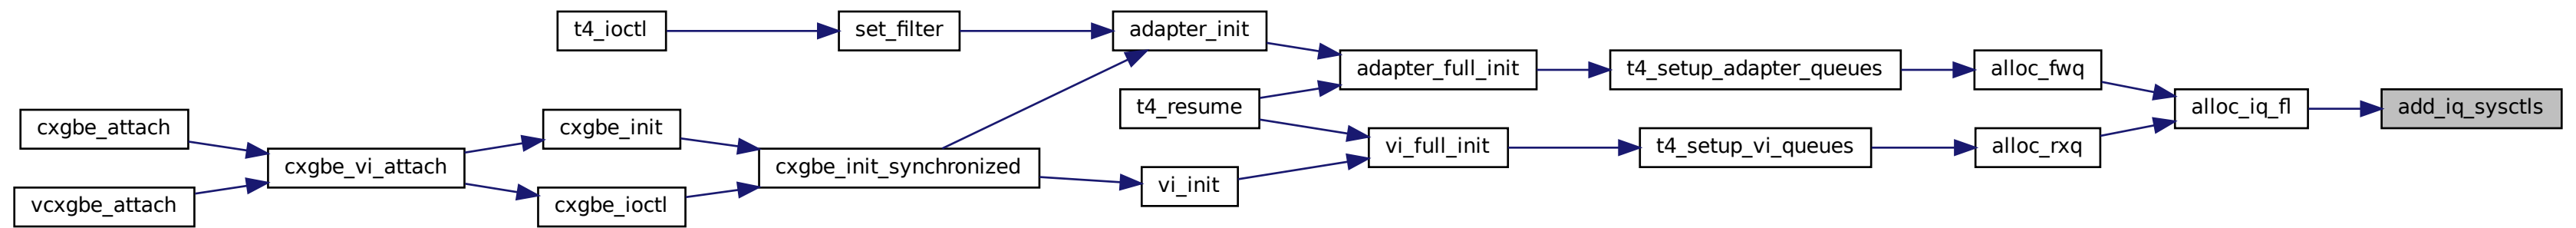 t4_ioctl
set_filter
adapter_init
adapter_full_init
t4_setup_adapter_queues
alloc_fwq
t4_resume
alloc_iq_fl
add_iq_sysctls
cxgbe_attach
cxgbe_init
vi_full_init
t4_setup_vi_queues
alloc_rxq
cxgbe_vi_attach
cxgbe_init_synchronized
vi_init
vcxgbe_attach
cxgbe_ioctl